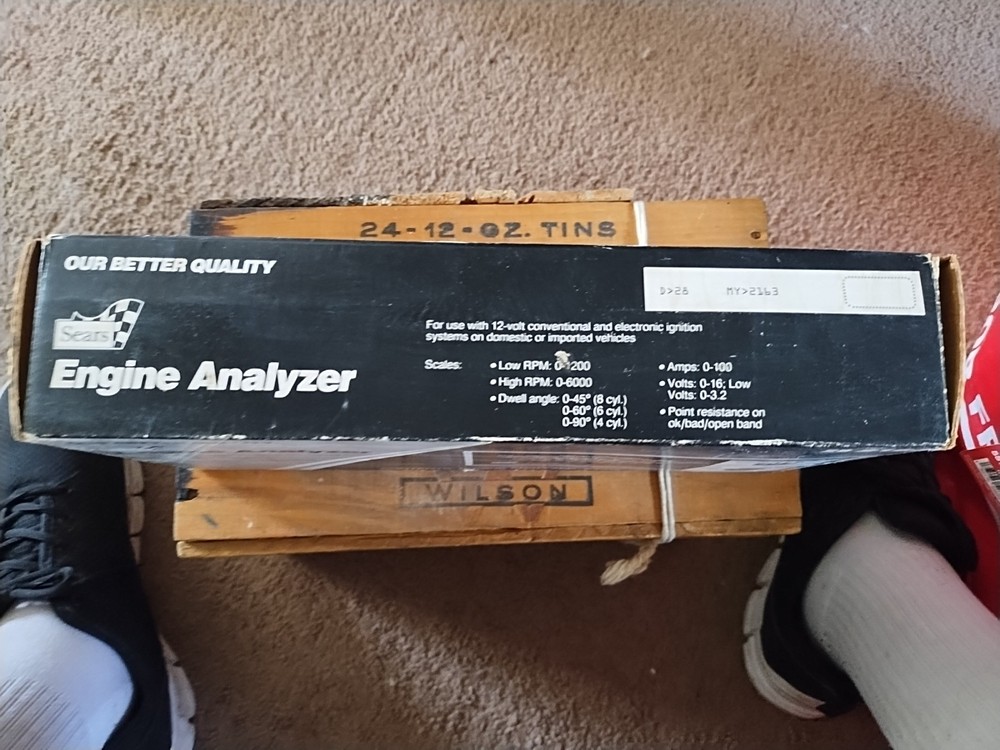 24-12-OZ. TINS
OUR BETTER QUALITY
D>28 MY>2163
Sears
Engine Analyzer
For use with 12-volt conventional and electronic ignition
systems on domestic or imported vehicles
Scales:
• Low RPM: 0-1200
• High RPM: 0-6000
• Dwell angle: 0-45° (8 cyl.)
0-60° (6 cyl.)
0-90° (4 cyl.)
• Amps: 0-100
• Volts: 0-16; Low
Volts: 0-3.2
• Point resistance on
ok/bad/open band
WILSON